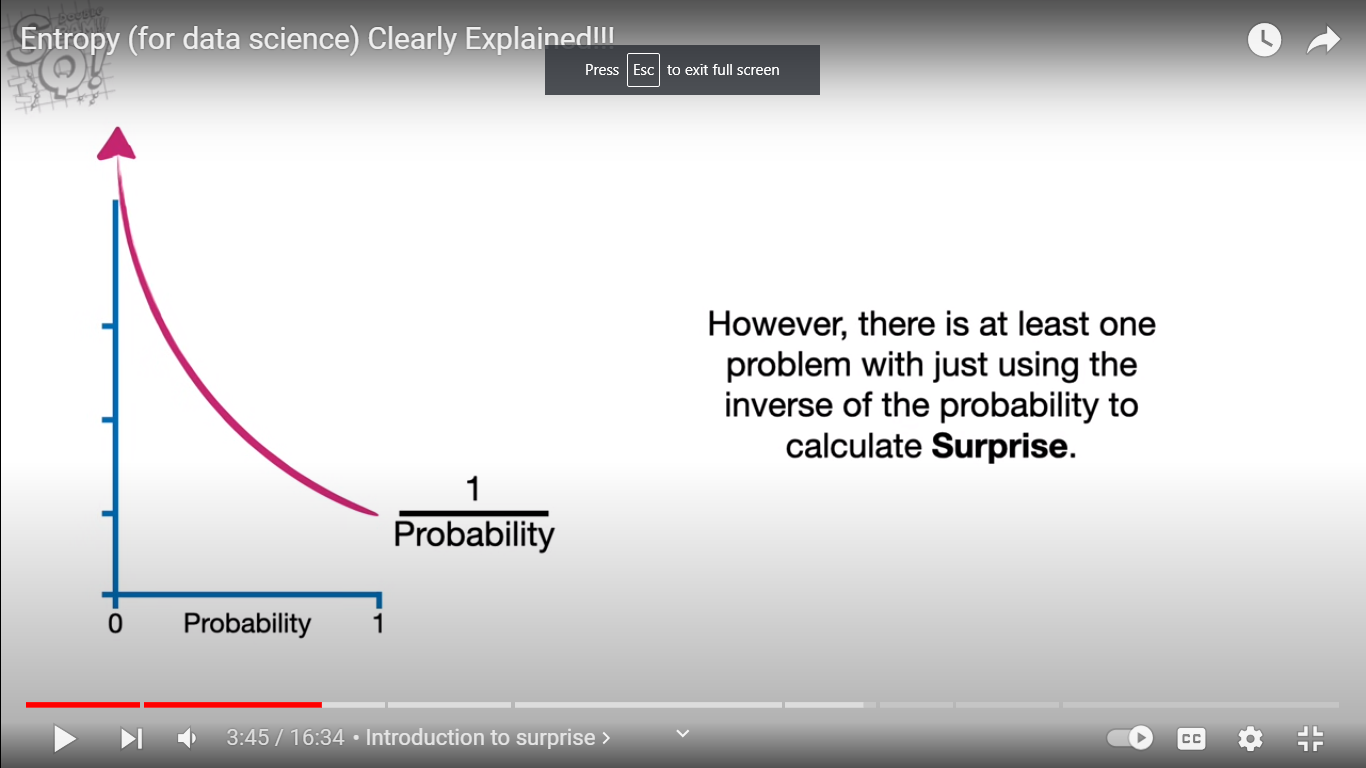 Entropy (for data science) Clearly Explained!!!
Press Esc to exit full screen
However, there is at least one
problem with just using the
inverse of the probability to
calculate Surprise.
1
Probability
0 Probability 1
3:45 / 16:34 • Introduction to surprise >
CC